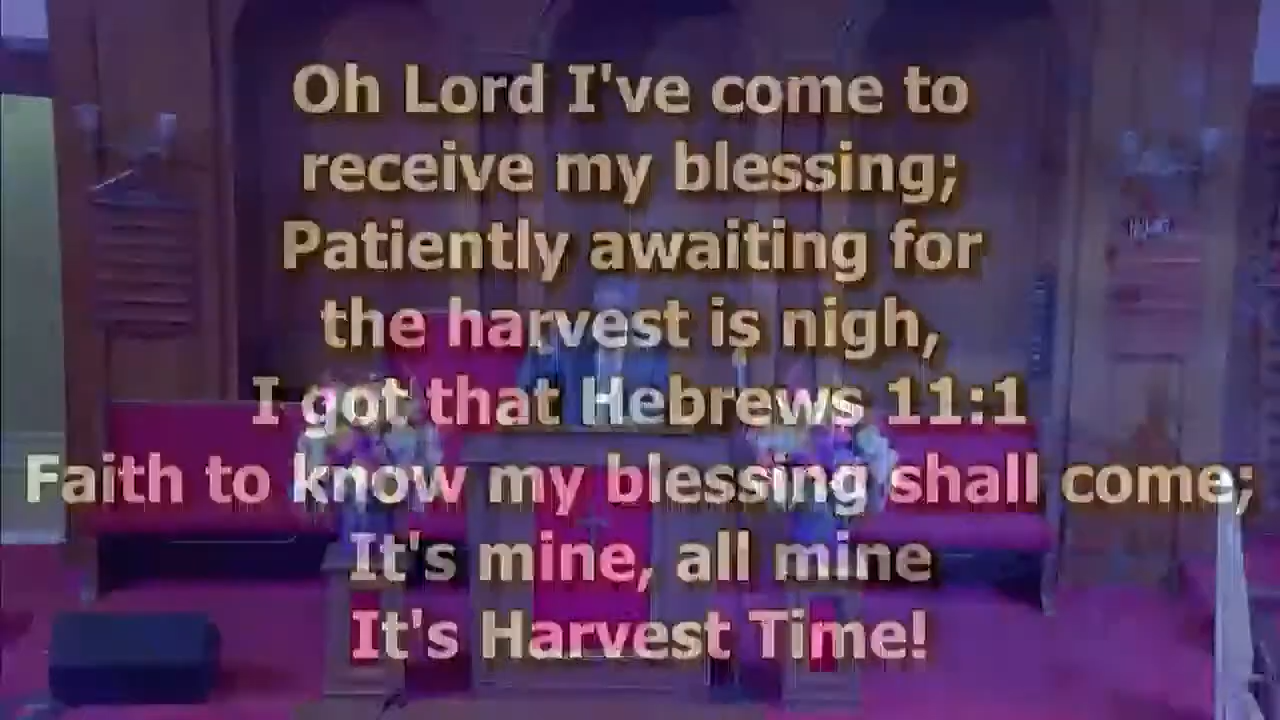 Oh Lord I've come to
receive my blessing;
Patiently awaiting for
the harvest is nigh,
I got that Hebrews 11:1
Faith to know my blessing shall come;
It's mine, all mine
It's Harvest Time!